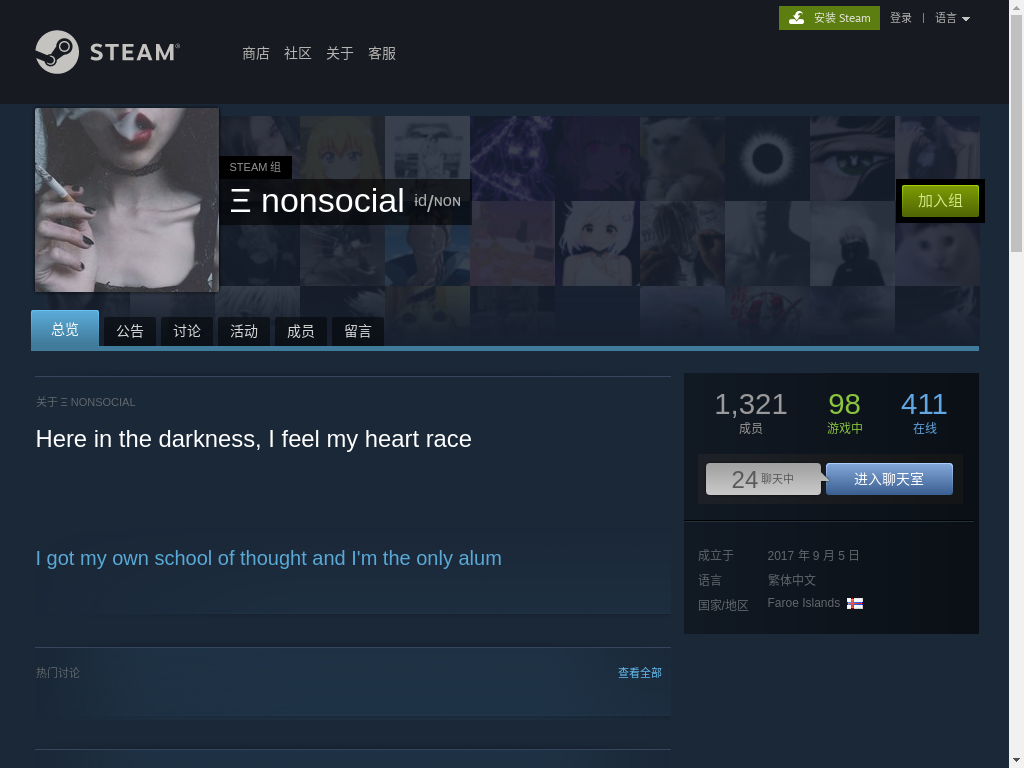 安装 Steam
登录 | 语言
STEAM®
商店 社区 关于 客服
STEAM 组
Ξ nonsocial id/NON
加入组
总览 公告 讨论 活动 成员 留言
关于 Ξ NONSOCIAL
Here in the darkness, I feel my heart race
I got my own school of thought and I'm the only alum
热门讨论 查看全部
1,321 98 411
成员 游戏中 在线
24 聊天中 进入聊天室
成立于 2017 年 9 月 5 日
语言 繁体中文
国家/地区 Faroe Islands